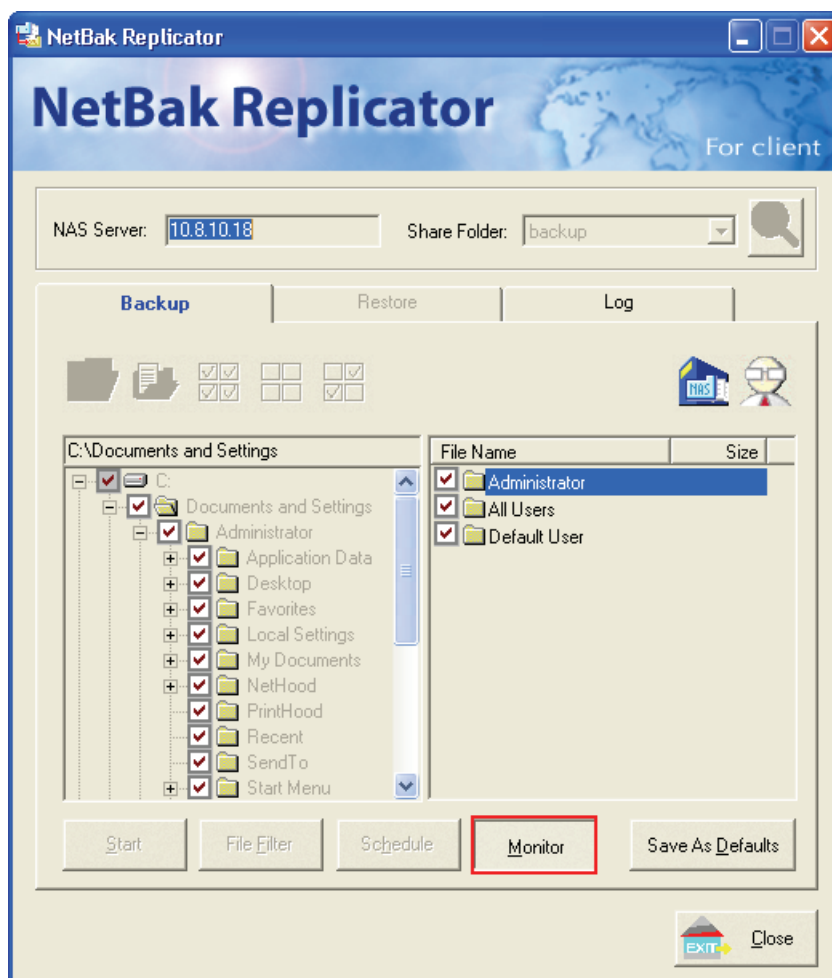 NetBak Replicator
NetBak Replicator
For client
NAS Server: 10.8.10.18 Share Folder: backup
Backup Restore Log
NAS
C:\Documents and Settings
C:
Documents and Settings
Administrator
Application Data
Desktop
Favorites
Local Settings
My Documents
NetHood
PrintHood
Recent
SendTo
Start Menu
File Name Size
Administrator
All Users
Default User
Start File Filter Schedule Monitor Save As Defaults
EXIT Close